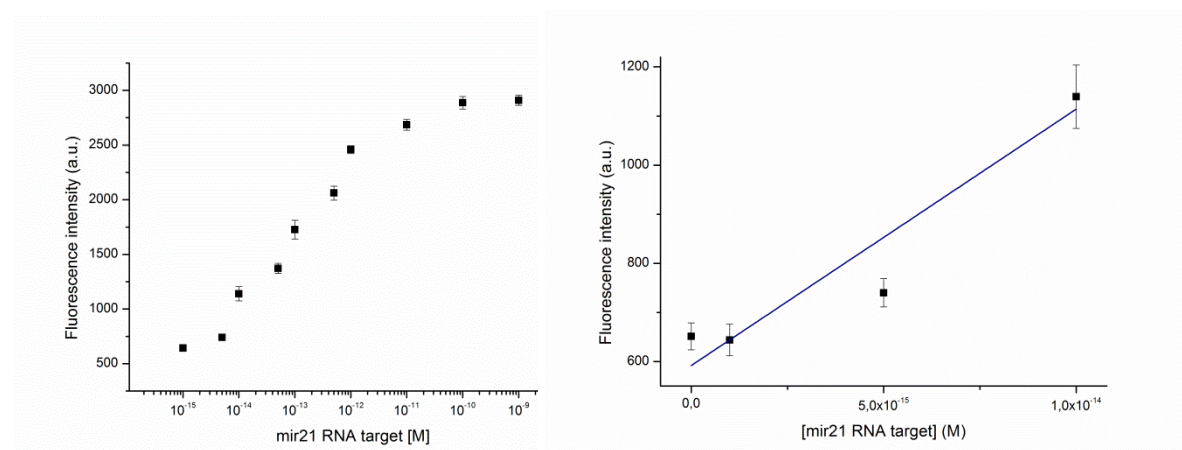 Fluorescence intensity (a.u.)
3000
2500
2000
1500
1000
500
10⁻¹⁵ 10⁻¹⁴ 10⁻¹³ 10⁻¹² 10⁻¹¹ 10⁻¹⁰ 10⁻⁹
mir21 RNA target [M]
Fluorescence intensity (a.u.)
1200
1000
800
600
0,0 5,0x10⁻¹⁵ 1,0x10⁻¹⁴
[mir21 RNA target] (M)